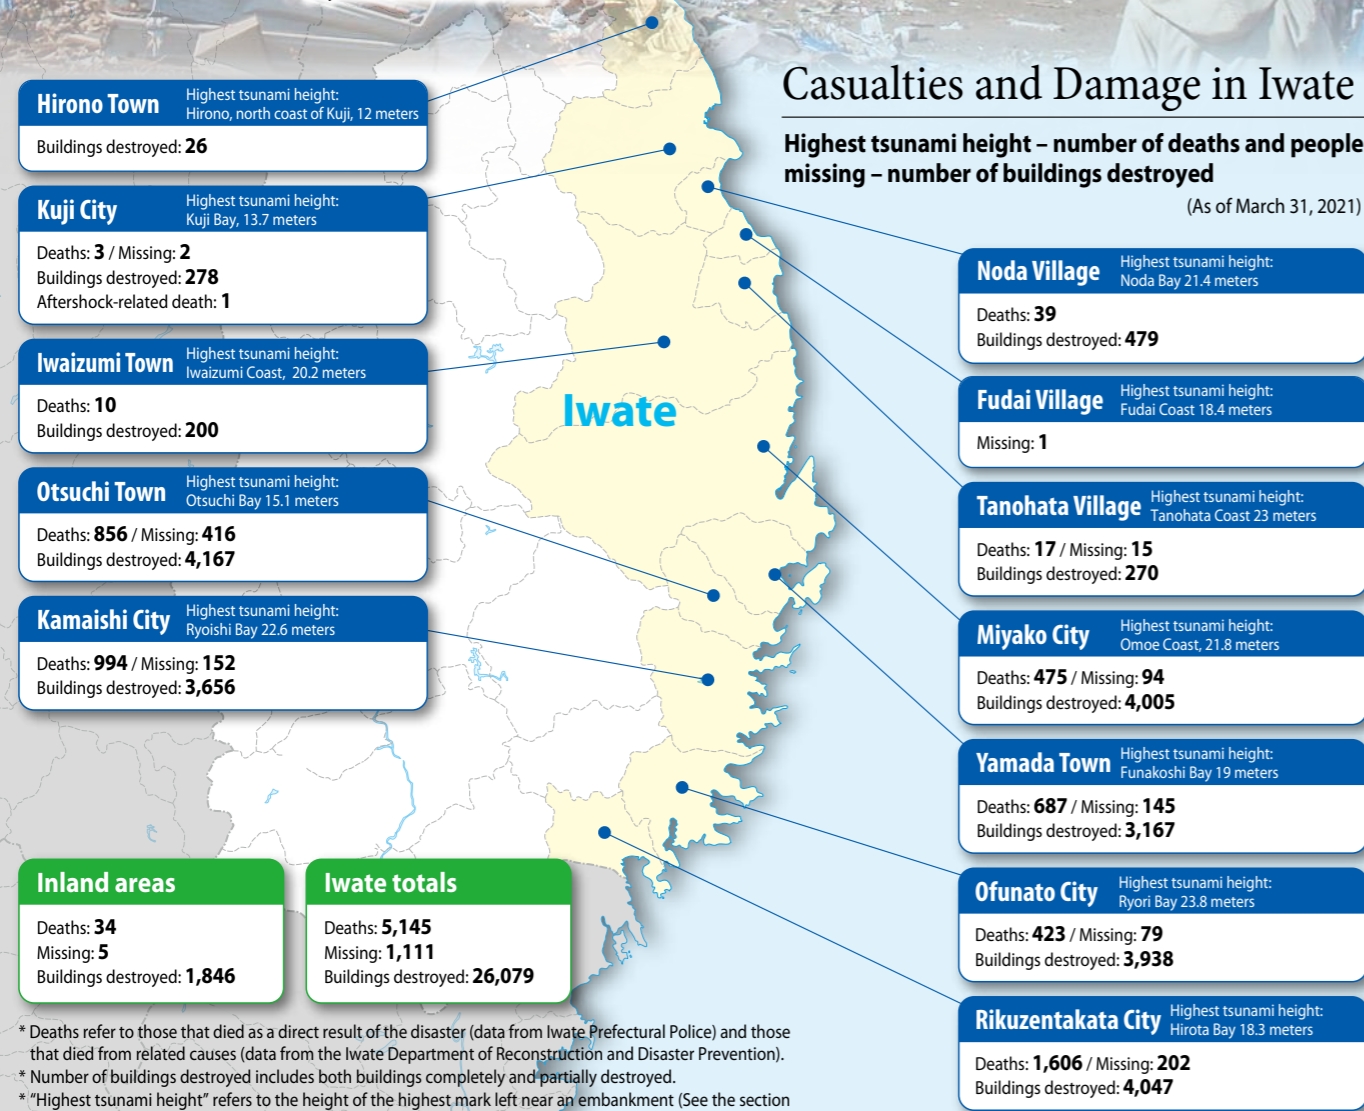 Casualties and Damage in Iwate
Highest tsunami height – number of deaths and people
missing – number of buildings destroyed
(As of March 31, 2021)
Hirono Town
Highest tsunami height:
Hirono, north coast of Kuji, 12 meters
Buildings destroyed: 26
Kuji City
Highest tsunami height:
Kuji Bay, 13.7 meters
Deaths: 3 / Missing: 2
Buildings destroyed: 278
Aftershock-related death: 1
Iwaizumi Town
Highest tsunami height:
Iwaizumi Coast, 20.2 meters
Deaths: 10
Buildings destroyed: 200
Otsuchi Town
Highest tsunami height:
Otsuchi Bay 15.1 meters
Deaths: 856 / Missing: 416
Buildings destroyed: 4,167
Kamaishi City
Highest tsunami height:
Ryoishi Bay 22.6 meters
Deaths: 994 / Missing: 152
Buildings destroyed: 3,656
Iwate
Noda Village
Highest tsunami height:
Noda Bay 21.4 meters
Deaths: 39
Buildings destroyed: 479
Fudai Village
Highest tsunami height:
Fudai Coast 18.4 meters
Missing: 1
Tanohata Village
Highest tsunami height:
Tanohata Coast 23 meters
Deaths: 17 / Missing: 15
Buildings destroyed: 270
Miyako City
Highest tsunami height:
Omoe Coast, 21.8 meters
Deaths: 475 / Missing: 94
Buildings destroyed: 4,005
Yamada Town
Highest tsunami height:
Funakoshi Bay 19 meters
Deaths: 687 / Missing: 145
Buildings destroyed: 3,167
Ofunato City
Highest tsunami height:
Ryori Bay 23.8 meters
Deaths: 423 / Missing: 79
Buildings destroyed: 3,938
Rikuzentakata City
Highest tsunami height:
Hirota Bay 18.3 meters
Deaths: 1,606 / Missing: 202
Buildings destroyed: 4,047
Inland areas
Deaths: 34
Missing: 5
Buildings destroyed: 1,846
Iwate totals
Deaths: 5,145
Missing: 1,111
Buildings destroyed: 26,079
* Deaths refer to those that died as a direct result of the disaster (data from Iwate Prefectural Police) and those
that died from related causes (data from the Iwate Department of Reconstruction and Disaster Prevention).
* Number of buildings destroyed includes both buildings completely and partially destroyed.
* “Highest tsunami height” refers to the height of the highest mark left near an embankment (See the section